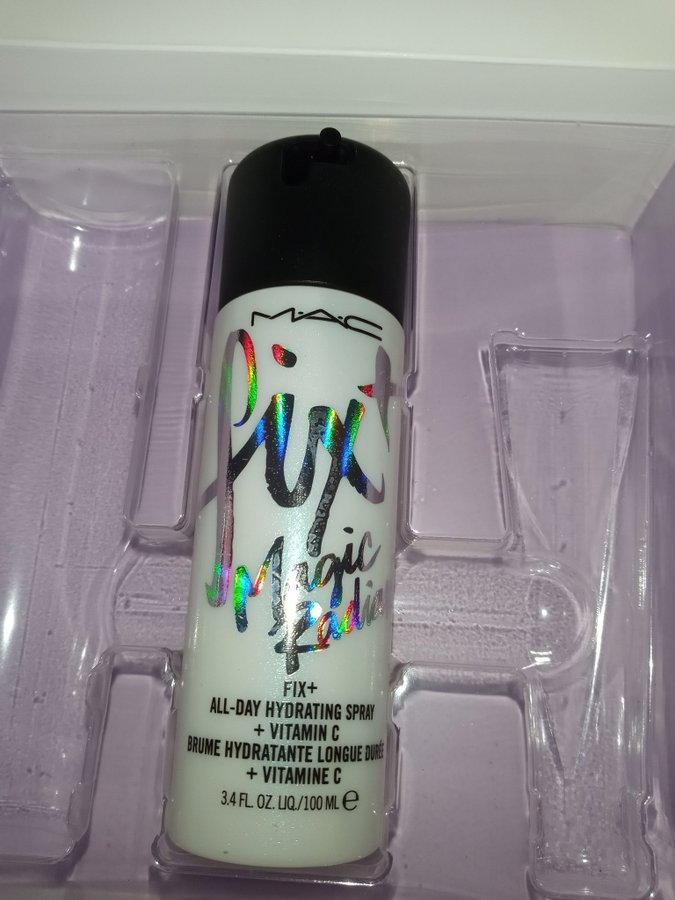 M·A·C
Fix+
Magic
FIX+
ALL-DAY HYDRATING SPRAY
+ VITAMIN C
BRUME HYDRATANTE LONGUE DURÉE
+ VITAMINE C
3.4 FL. OZ. LIQ./100 ML ℮